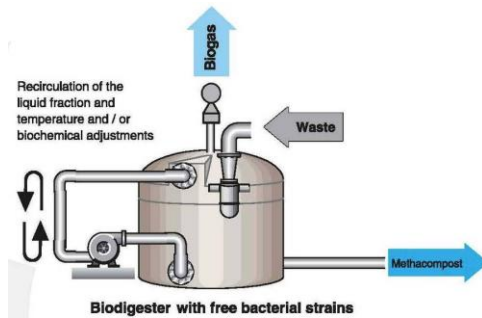 Biogas
Recirculation of the
liquid fraction and
temperature and / or
biochemical adjustments
Waste
Methacompost
Biodigester with free bacterial strains